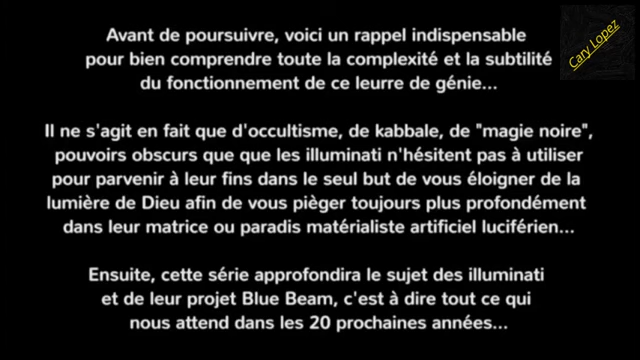 Cary Lopez
Avant de poursuivre, voici un rappel indispensable
pour bien comprendre toute la complexité et la subtilité
du fonctionnement de ce leurre de génie...
Il ne s'agit en fait que d'occultisme, de kabbale, de "magie noire",
pouvoirs obscurs que que les illuminati n'hésitent pas à utiliser
pour parvenir à leur fins dans le seul but de vous éloigner de la
lumière de Dieu afin de vous pièger toujours plus profondément
dans leur matrice ou paradis matérialiste artificiel luciférien...
Ensuite, cette série approfondira le sujet des illuminati
et de leur projet Blue Beam, c'est à dire tout ce qui
nous attend dans les 20 prochaines années...